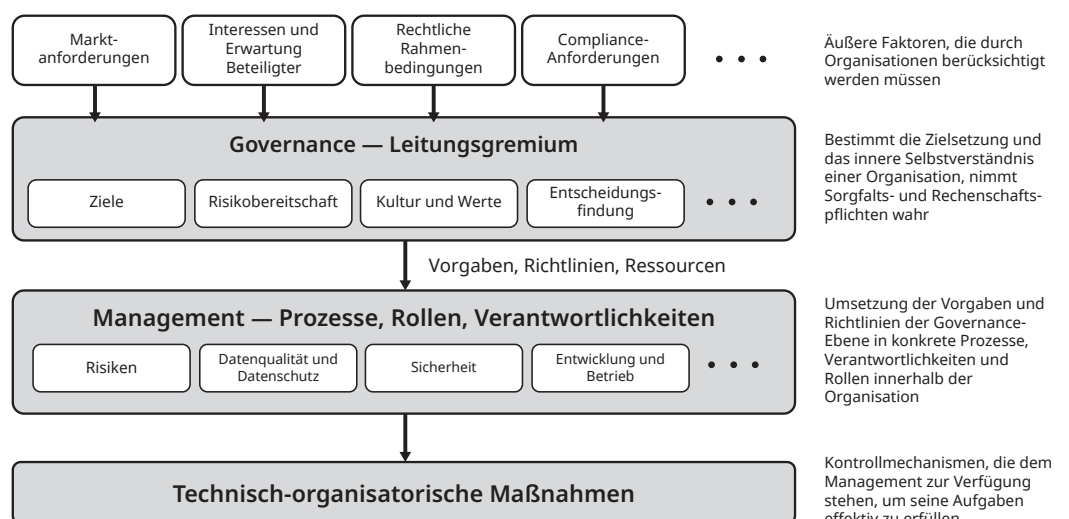 Markt-
anforderungen
Interessen und
Erwartung
Beteiligter
Rechtliche
Rahmen-
bedingungen
Compliance-
Anforderungen
• • •
Äußere Faktoren, die durch
Organisationen berücksichtigt
werden müssen
Governance — Leitungsgremium
Ziele
Risikobereitschaft
Kultur und Werte
Entscheidungs-
findung
• • •
Bestimmt die Zielsetzung und
das innere Selbstverständnis
einer Organisation, nimmt
Sorgfalts- und Rechenschafts-
pflichten wahr
Vorgaben, Richtlinien, Ressourcen
Management — Prozesse, Rollen, Verantwortlichkeiten
Risiken
Datenqualität und
Datenschutz
Sicherheit
Entwicklung und
Betrieb
• • •
Umsetzung der Vorgaben und
Richtlinien der Governance-
Ebene in konkrete Prozesse,
Verantwortlichkeiten und
Rollen innerhalb der
Organisation
Technisch-organisatorische Maßnahmen
Kontrollmechanismen, die dem
Management zur Verfügung
stehen, um seine Aufgaben
effektiv zu erfüllen